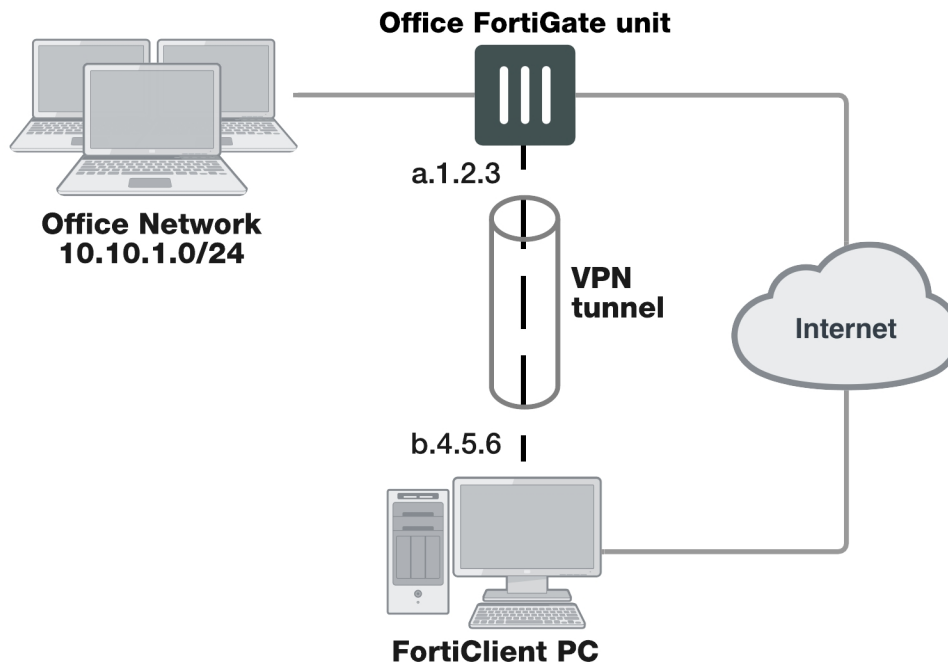 Office FortiGate unit
a.1.2.3
Office Network
10.10.1.0/24
VPN
tunnel
Internet
b.4.5.6
FortiClient PC